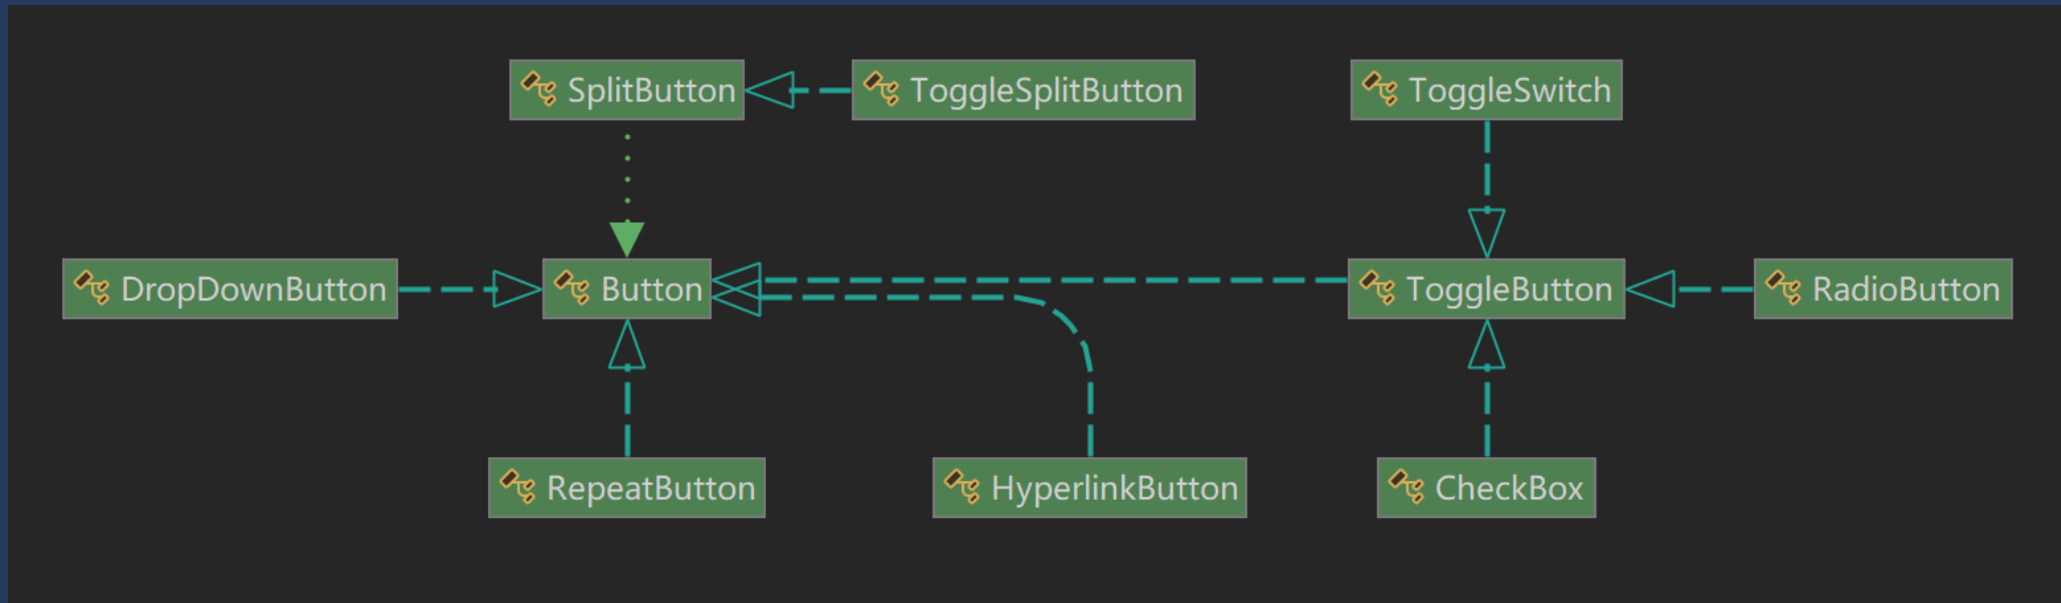 SplitButton
ToggleSplitButton
ToggleSwitch
DropDownButton
Button
ToggleButton
RadioButton
RepeatButton
HyperlinkButton
CheckBox